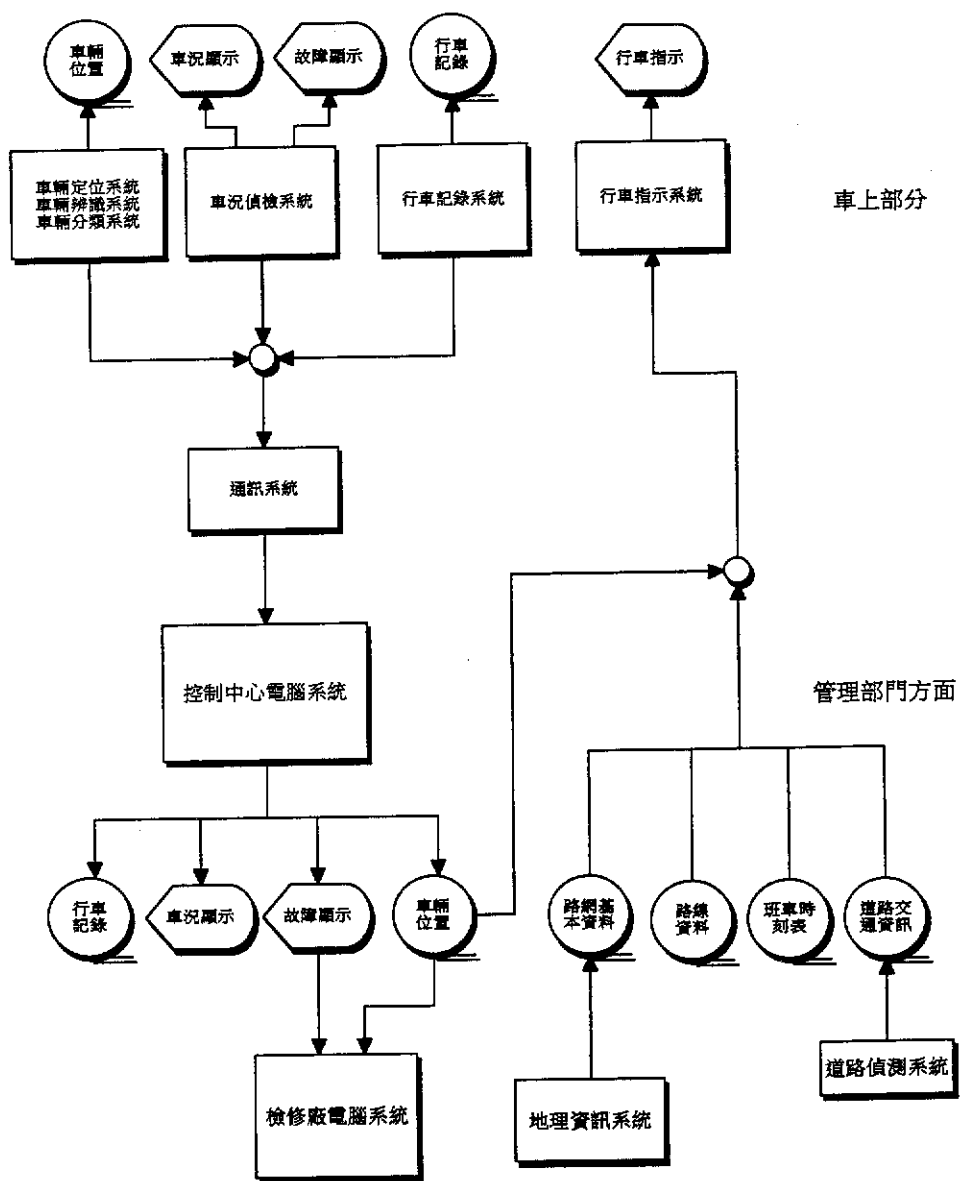 車輛
位置
車況顯示
故障顯示
行車
記錄
行車指示
車輛定位系統
車輛辨識系統
車輛分類系統
車況偵檢系統
行車記錄系統
行車指示系統
車上部分
通訊系統
控制中心電腦系統
管理部門方面
行車
記錄
車況顯示
故障顯示
車輛
位置
路網基
本資料
路線
資料
班車時
刻表
道路交
通資訊
檢修廠電腦系統
地理資訊系統
道路偵測系統